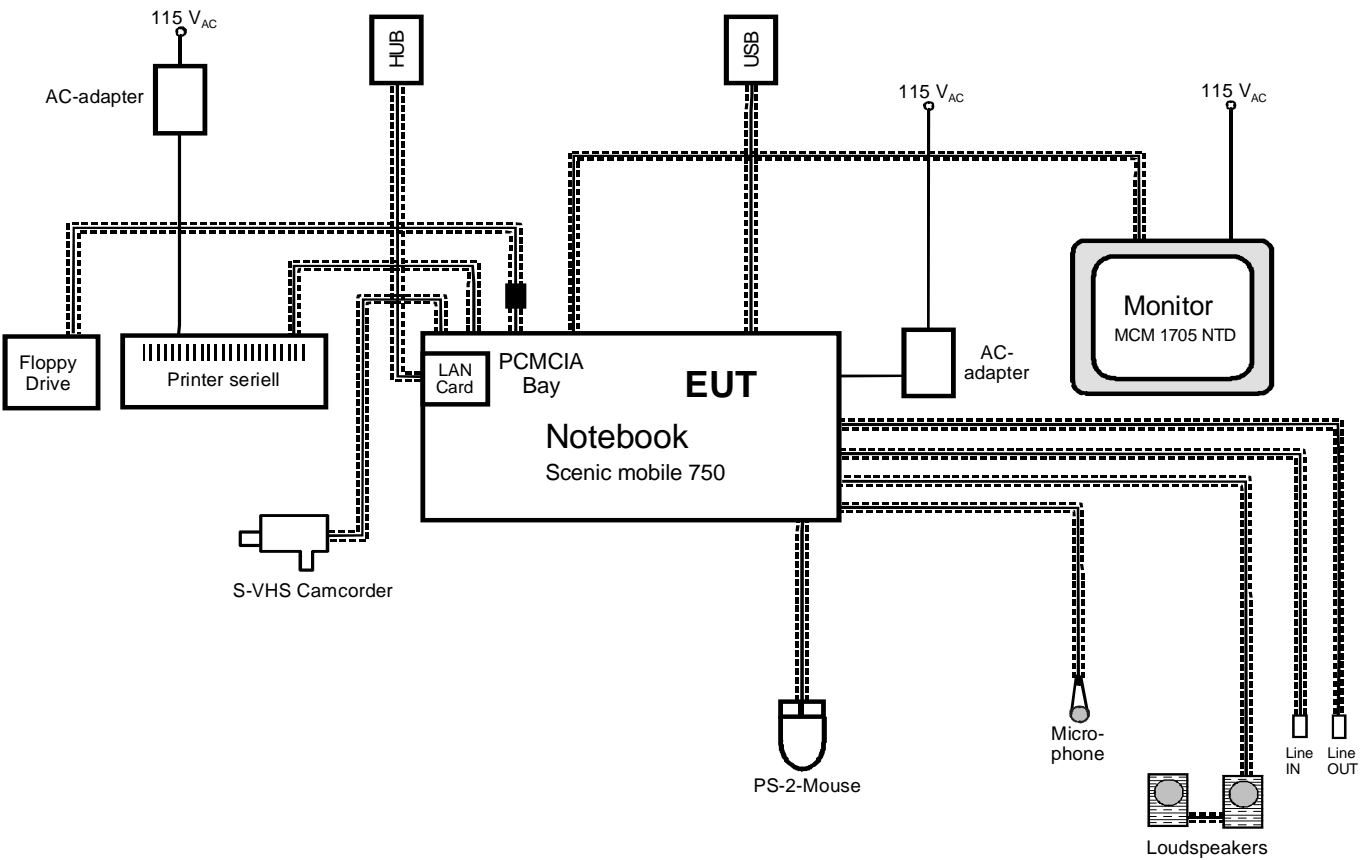 115 VAC
HUB
USB
AC-adapter
115 VAC
115 VAC
Monitor
MCM 1705 NTD
Floppy
Drive
Printer seriell
LAN
Card
PCMCIA
Bay
EUT
AC-
adapter
Notebook
Scenic mobile 750
S-VHS Camcorder
Micro-
phone
Line
IN
Line
OUT
PS-2-Mouse
Loudspeakers